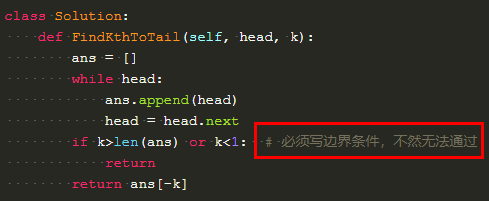 class Solution:
    def FindKthToTail(self, head, k):
        ans = []
        while head:
            ans.append(head)
            head = head.next
        if k>len(ans) or k<1:  # 必须写边界条件，不然无法通过
            return
        return ans[-k]